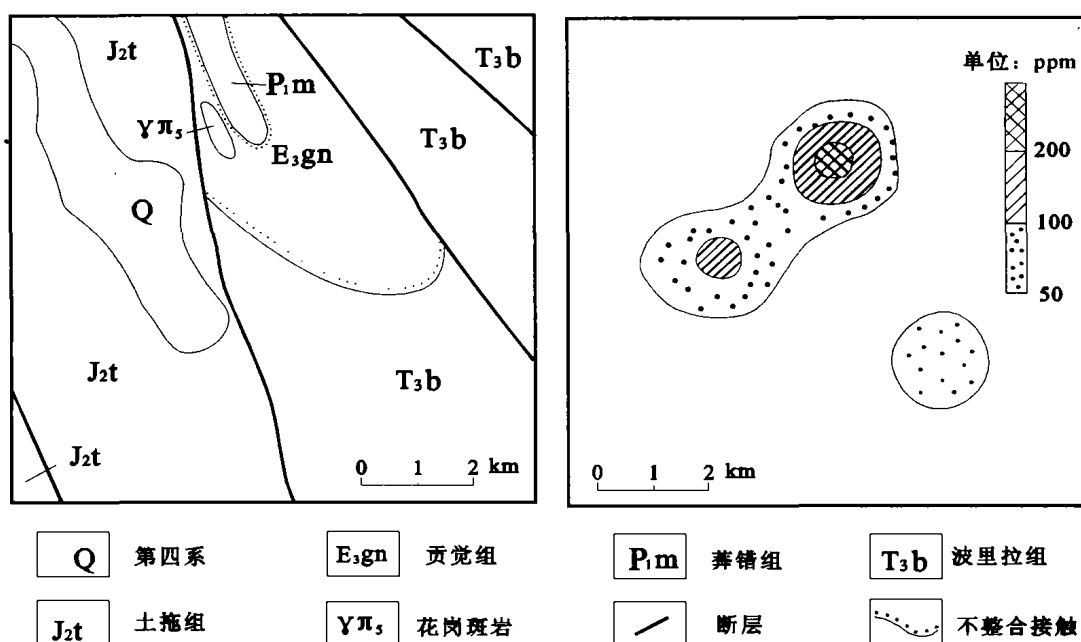 J₂t
T₃b
P₁m
γπ₅
T₃b
E₃gn
Q
J₂t
T₃b
J₂t
0 1 2 km
单位：ppm
200
100
50
0 1 2 km
Q 第四系
E₃gn 贡觉组
P₁m 莽错组
T₃b 波里拉组
J₂t 土拖组
γπ₅ 花岗斑岩
断层
不整合接触